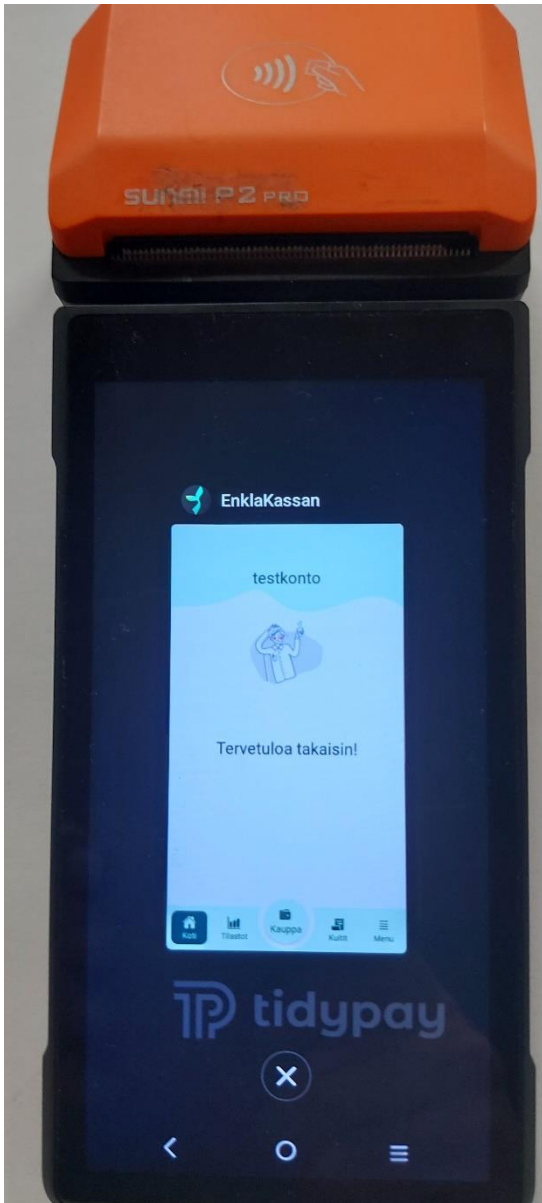 SUNMI P2 PRO
EnklaKassan
testkonto
Tervetuloa takaisin!
Koti Tilastot Kauppa Kuitit Menu
tidypay